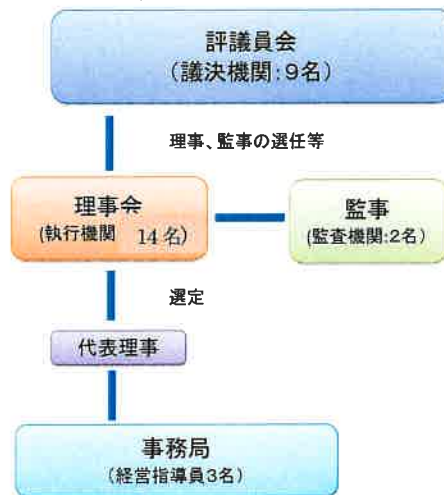 評議員会
（議決機関：９名）
理事、監事の選任等
理事会
(執行機関　14名)
監事
(監査機関:2名)
選定
代表理事
事務局
（経営指導員3名）